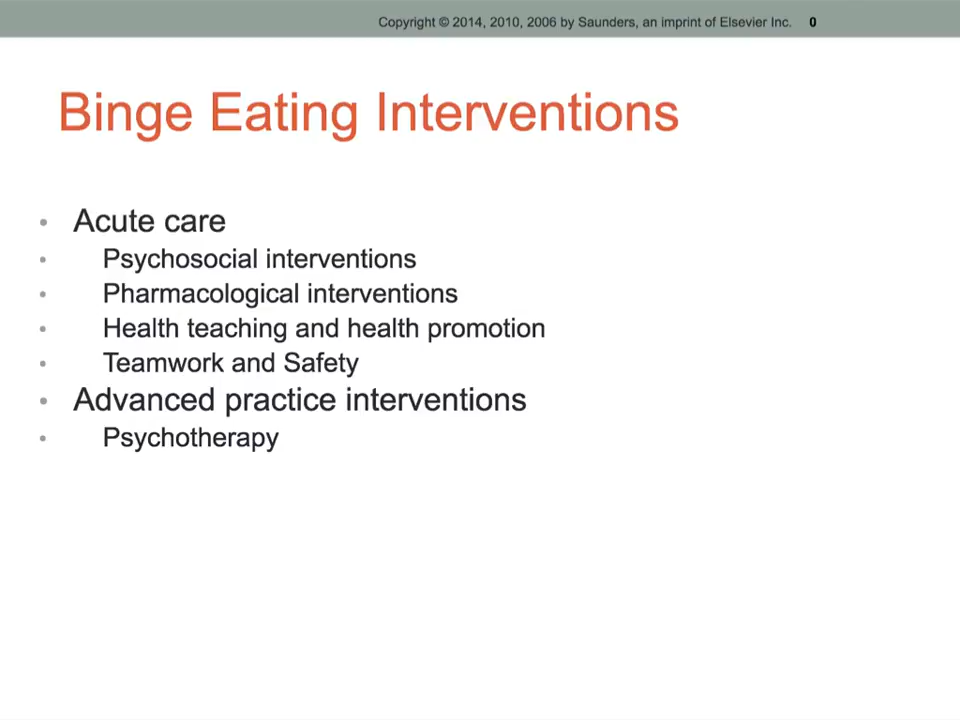 Copyright © 2014, 2010, 2006 by Saunders, an imprint of Elsevier Inc. 0
Binge Eating Interventions
• Acute care
• Psychosocial interventions
• Pharmacological interventions
• Health teaching and health promotion
• Teamwork and Safety
• Advanced practice interventions
• Psychotherapy